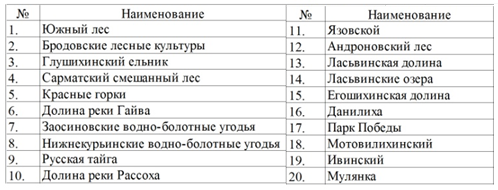 № Наименование
1. Южный лес
2. Бродовские лесные культуры
3. Глушихинский ельник
4. Сарматский смешанный лес
5. Красные горки
6. Долина реки Гайва
7. Заосиновские водно-болотные угодья
8. Нижнекурьинские водно-болотные угодья
9. Русская тайга
10. Долина реки Рассоха
№ Наименование
11. Язовской
12. Андроновский лес
13. Ласьвинская долина
14. Ласьвинские озера
15. Егошихинская долина
16. Данилиха
17. Парк Победы
18. Мотовилихинский
19. Ивинский
20. Мулянка